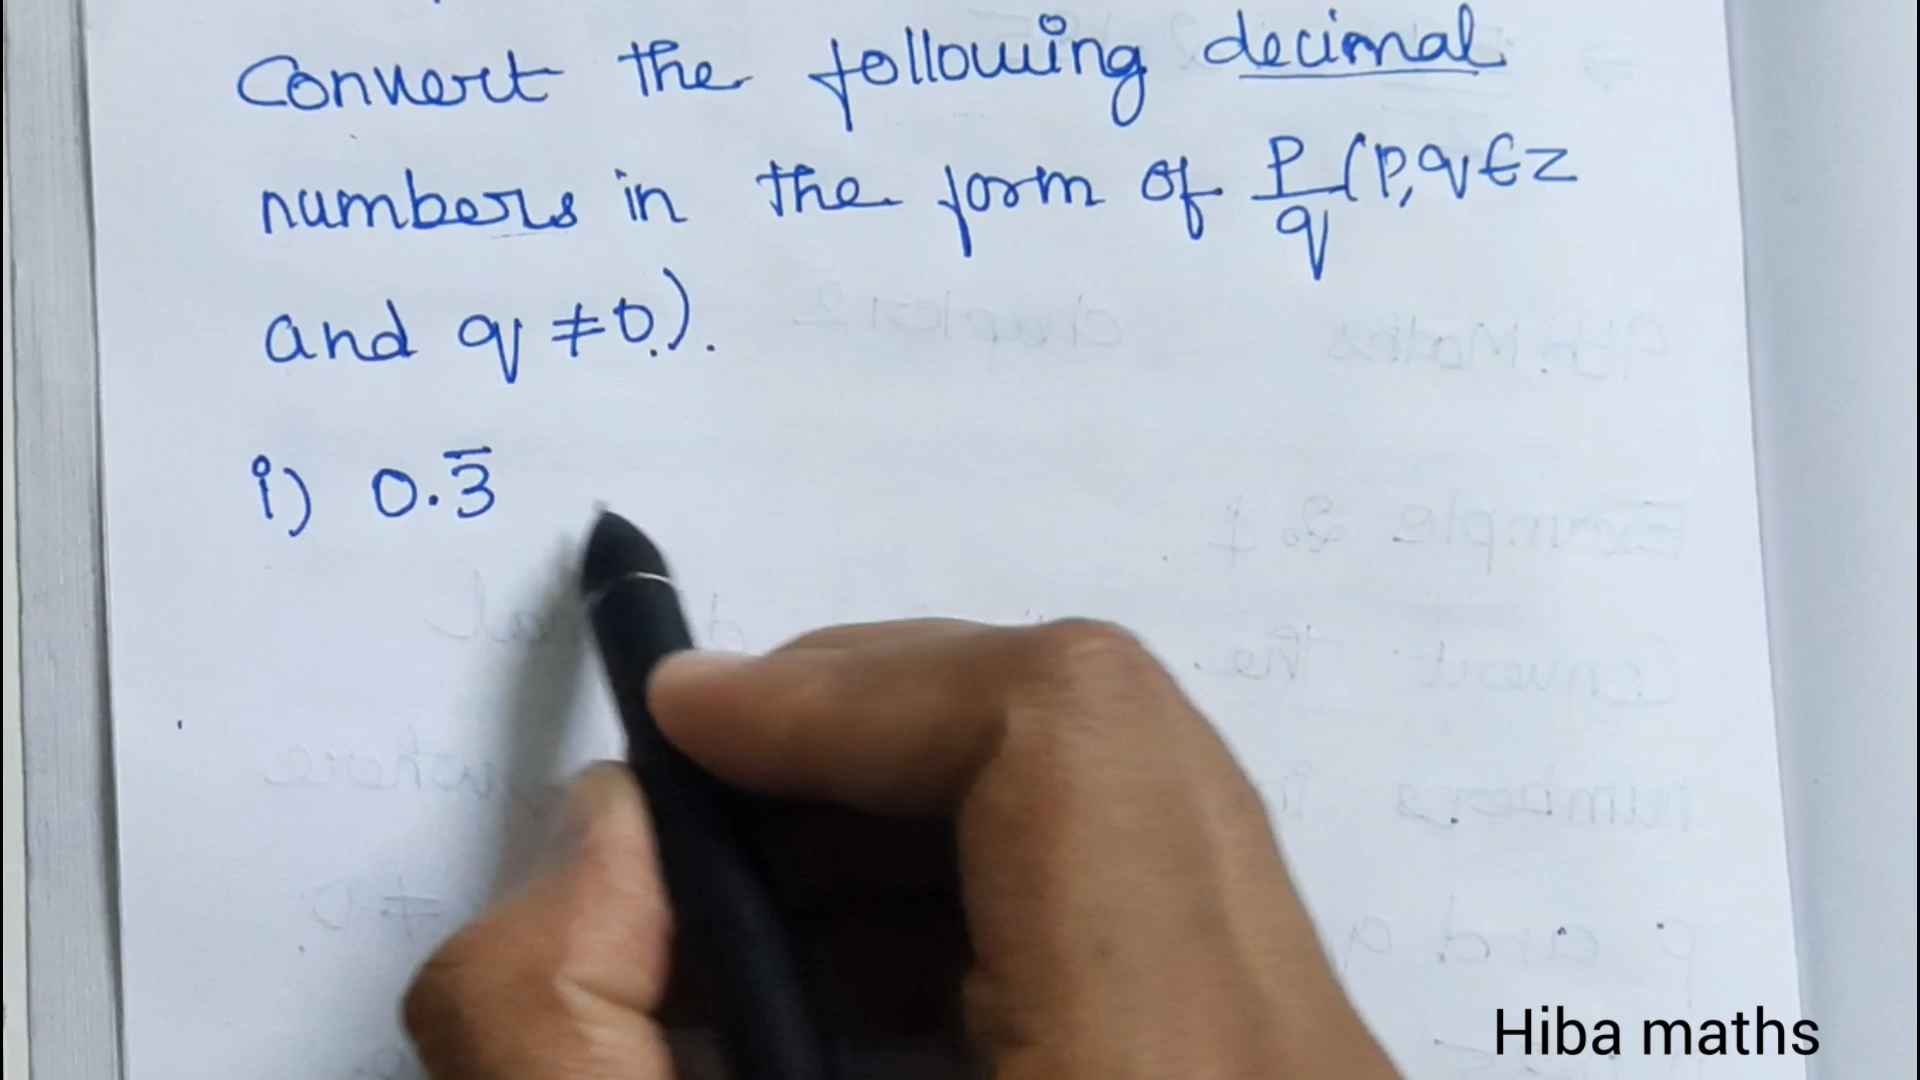 Convert the following decimal
numbers in the form of P/q (p, q ∈ z
and q ≠ 0.).
i) 0.3̅
Hiba maths